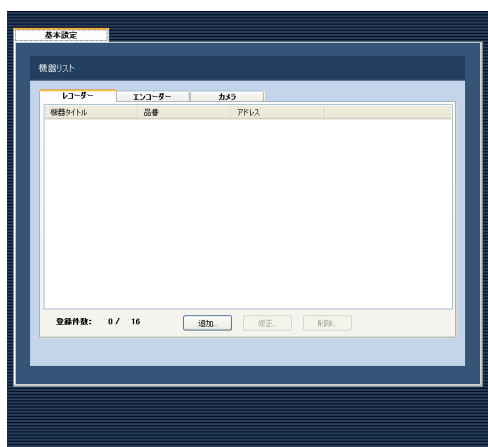 基本設定
機器リスト
レコーダー エンコーダー カメラ
機器タイトル 品番 アドレス
登録件数: 0 / 16 追加... 修正... 削除...